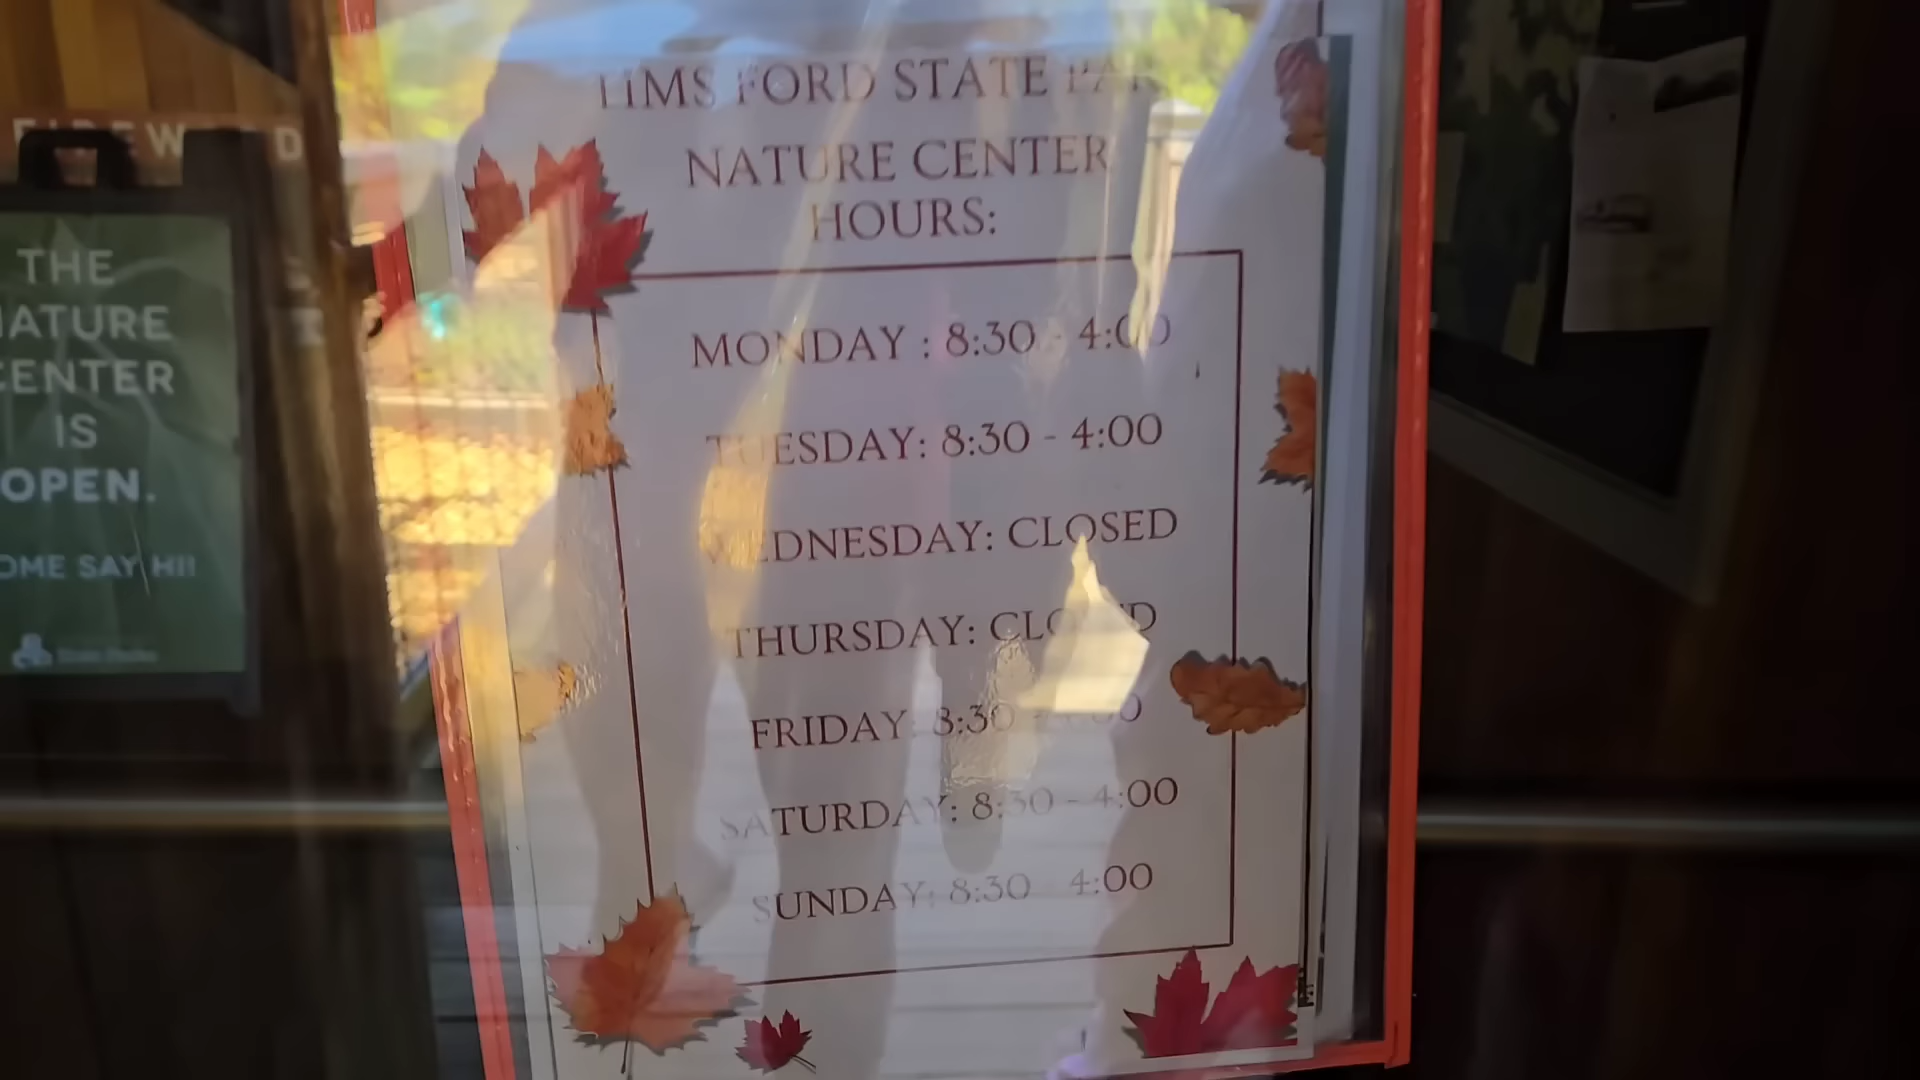 TIMS FORD STATE PARK
NATURE CENTER
HOURS:
MONDAY : 8:30 - 4:00
TUESDAY: 8:30 - 4:00
WEDNESDAY: CLOSED
THURSDAY: CLOSED
FRIDAY: 8:30 - 4:00
SATURDAY: 8:30 - 4:00
SUNDAY: 8:30 - 4:00
FIREWOOD
THE
NATURE
CENTER
IS
OPEN.
COME SAY HI!